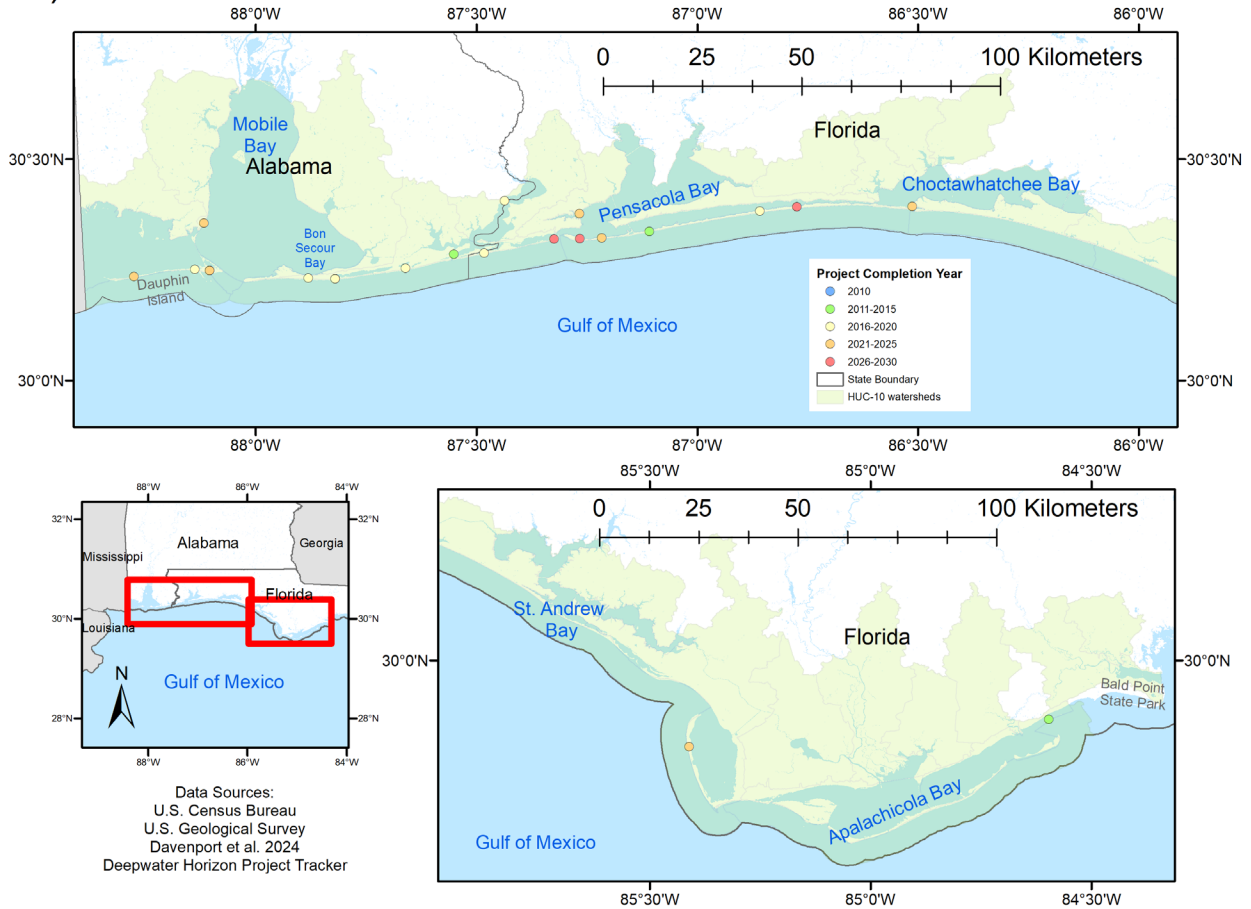 88°0'W 87°30'W 87°0'W 86°30'W 86°0'W
0 25 50 100 Kilometers
Mobile
Bay
Alabama
Florida
30°30'N 30°30'N
Choctawhatchee Bay
Pensacola Bay
Bon
Secour
Bay
Dauphin
Island
Gulf of Mexico
Project Completion Year
2010
2011-2015
2016-2020
2021-2025
2026-2030
State Boundary
HUC-10 watersheds
30°0'N 30°0'N
88°0'W 87°30'W 87°0'W 86°30'W 86°0'W
88°W 86°W 84°W
32°N 32°N
Alabama
Georgia
Mississippi
Florida
30°N 30°N
Louisiana
N
Gulf of Mexico
28°N 28°N
88°W 86°W 84°W
Data Sources:
U.S. Census Bureau
U.S. Geological Survey
Davenport et al. 2024
Deepwater Horizon Project Tracker
85°30'W 85°0'W 84°30'W
0 25 50 100 Kilometers
St. Andrew
Bay
Florida
30°0'N 30°0'N
Bald Point
State Park
Apalachicola Bay
Gulf of Mexico
85°30'W 85°0'W 84°30'W